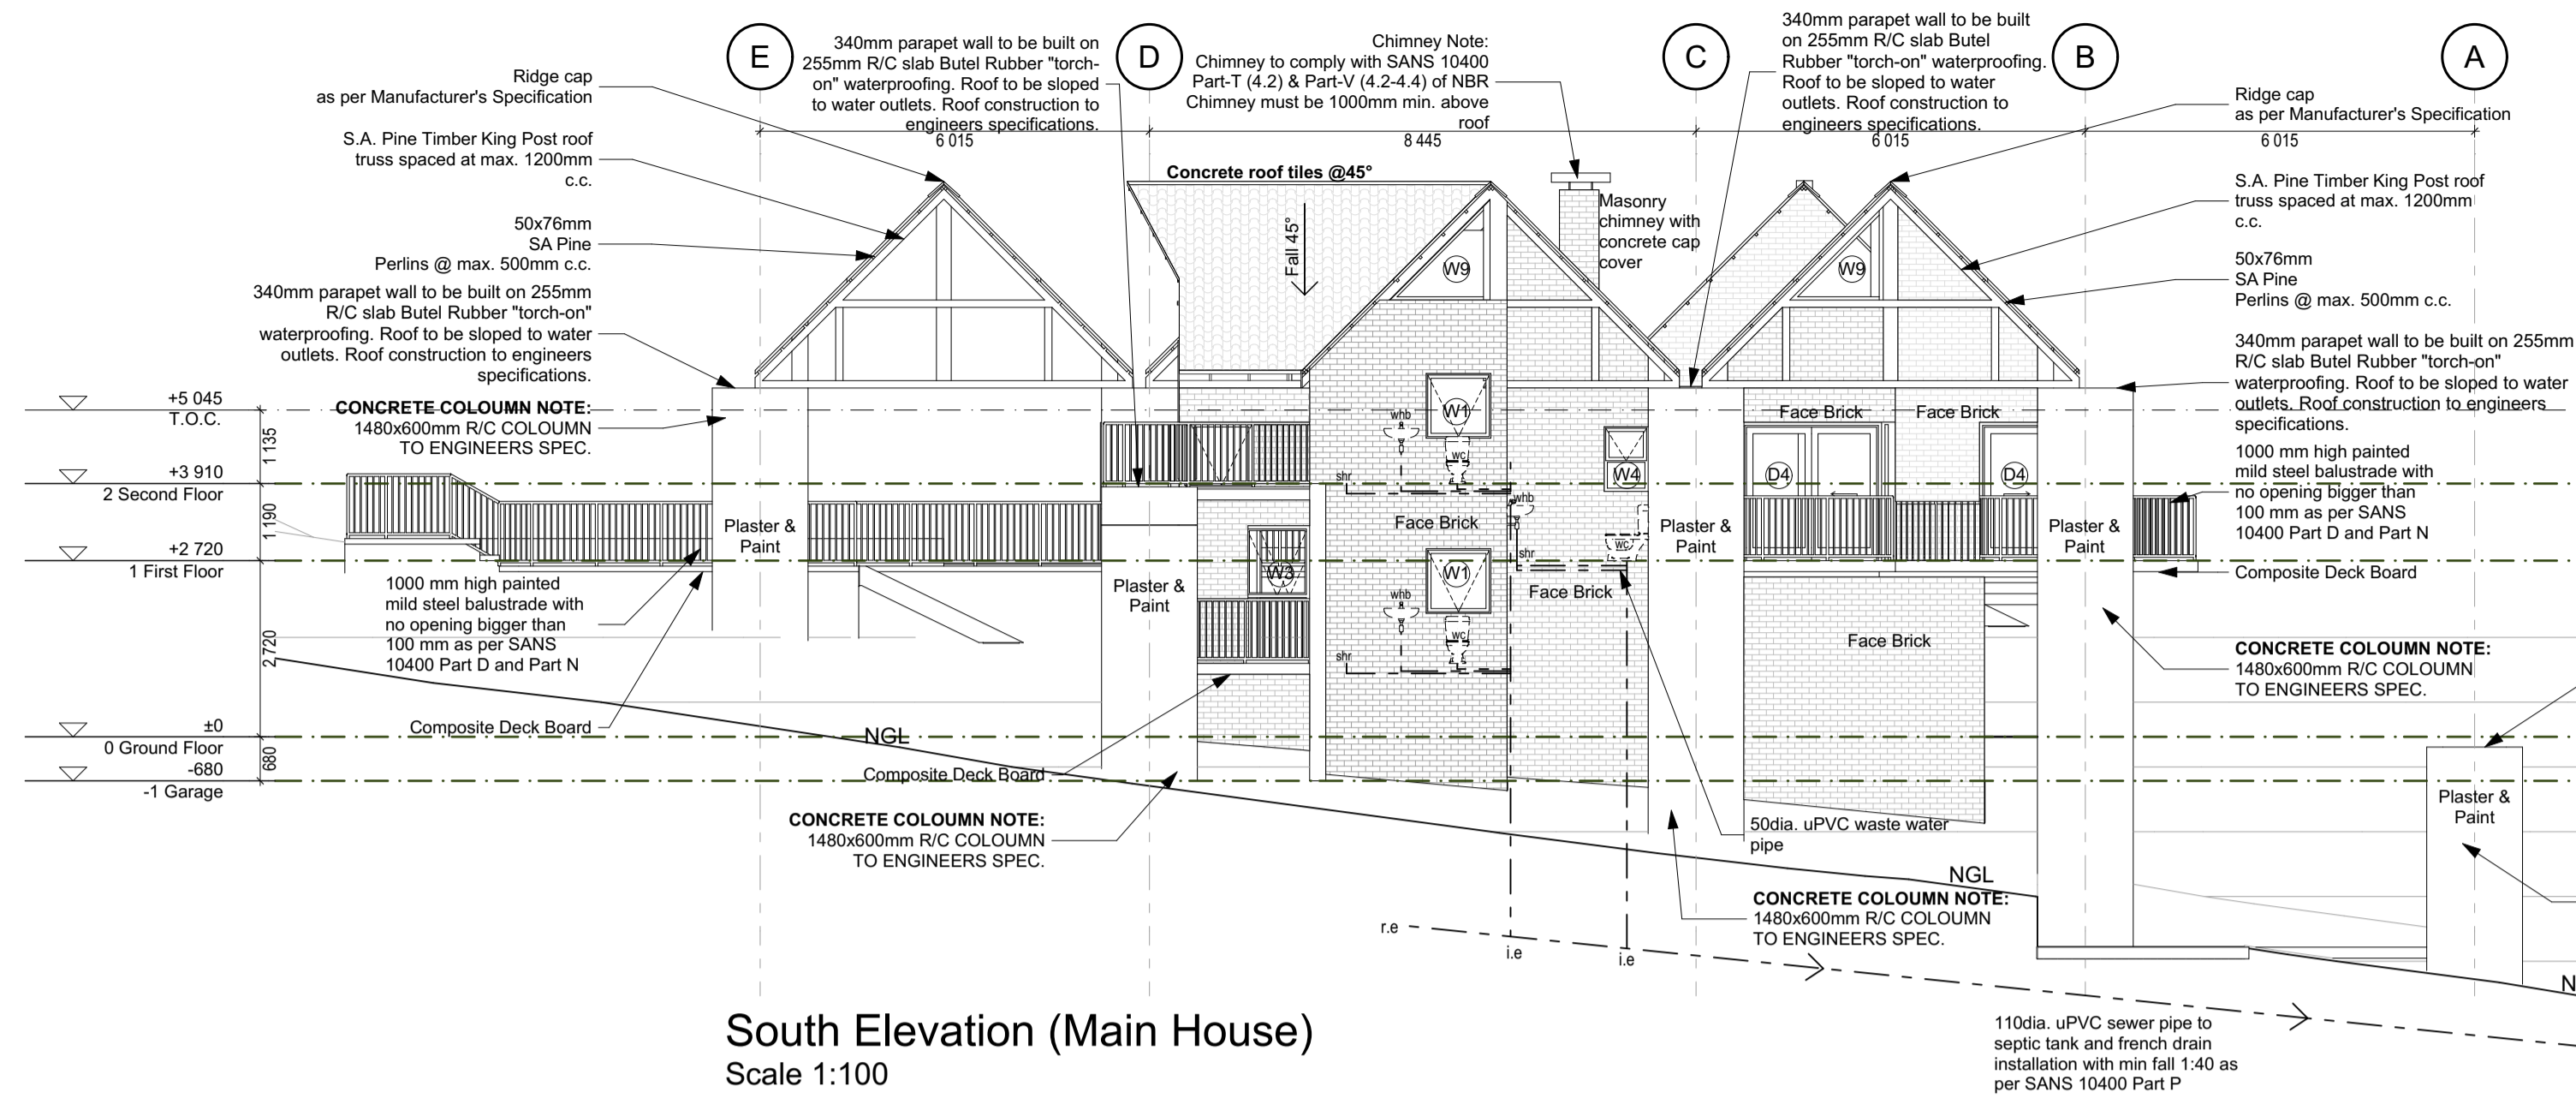 E
D
C
B
A
340mm parapet wall to be built on
255mm R/C slab Butel Rubber "torch-
on" waterproofing. Roof to be sloped
to water outlets. Roof construction to
engineers specifications.
Chimney Note:
Chimney to comply with SANS 10400
Part-T (4.2) & Part-V (4.2-4.4) of NBR
Chimney must be 1000mm min. above
roof
340mm parapet wall to be built
on 255mm R/C slab Butel
Rubber "torch-on" waterproofing.
Roof to be sloped to water
outlets. Roof construction to
engineers specifications.
Ridge cap
as per Manufacturer's Specification
S.A. Pine Timber King Post roof
truss spaced at max. 1200mm
c.c.
50x76mm
SA Pine
Perlins @ max. 500mm c.c.
340mm parapet wall to be built on 255mm
R/C slab Butel Rubber "torch-on"
waterproofing. Roof to be sloped to water
outlets. Roof construction to engineers
specifications.
6 015
8 445
6 015
6 015
Ridge cap
as per Manufacturer's Specification
S.A. Pine Timber King Post roof
truss spaced at max. 1200mm
c.c.
50x76mm
SA Pine
Perlins @ max. 500mm c.c.
340mm parapet wall to be built on 255mm
R/C slab Butel Rubber "torch-on"
waterproofing. Roof to be sloped to water
outlets. Roof construction to engineers
specifications.
Concrete roof tiles @45°
Fall 45°
Masonry
chimney with
concrete cap
cover
W9
W9
+5 045
T.O.C.
1 135
+3 910
2 Second Floor
1 190
+2 720
1 First Floor
2 720
±0
0 Ground Floor
680
-680
-1 Garage
CONCRETE COLOUMN NOTE:
1480x600mm R/C COLOUMN
TO ENGINEERS SPEC.
Plaster &
Paint
1000 mm high painted
mild steel balustrade with
no opening bigger than
100 mm as per SANS
10400 Part D and Part N
Composite Deck Board
NGL
Composite Deck Board
CONCRETE COLOUMN NOTE:
1480x600mm R/C COLOUMN
TO ENGINEERS SPEC.
Plaster &
Paint
W3
whb
W1
wc
shr
Face Brick
whb
W1
wc
shr
whb
shr
wc
W4
Face Brick
Plaster &
Paint
Face Brick
Face Brick
D4
D4
Face Brick
Plaster &
Paint
1000 mm high painted
mild steel balustrade with
no opening bigger than
100 mm as per SANS
10400 Part D and Part N
Composite Deck Board
CONCRETE COLOUMN NOTE:
1480x600mm R/C COLOUMN
TO ENGINEERS SPEC.
Plaster &
Paint
50dia. uPVC waste water
pipe
NGL
CONCRETE COLOUMN NOTE:
1480x600mm R/C COLOUMN
TO ENGINEERS SPEC.
r.e
i.e
i.e
N
110dia. uPVC sewer pipe to
septic tank and french drain
installation with min fall 1:40 as
per SANS 10400 Part P
South Elevation (Main House)
Scale 1:100